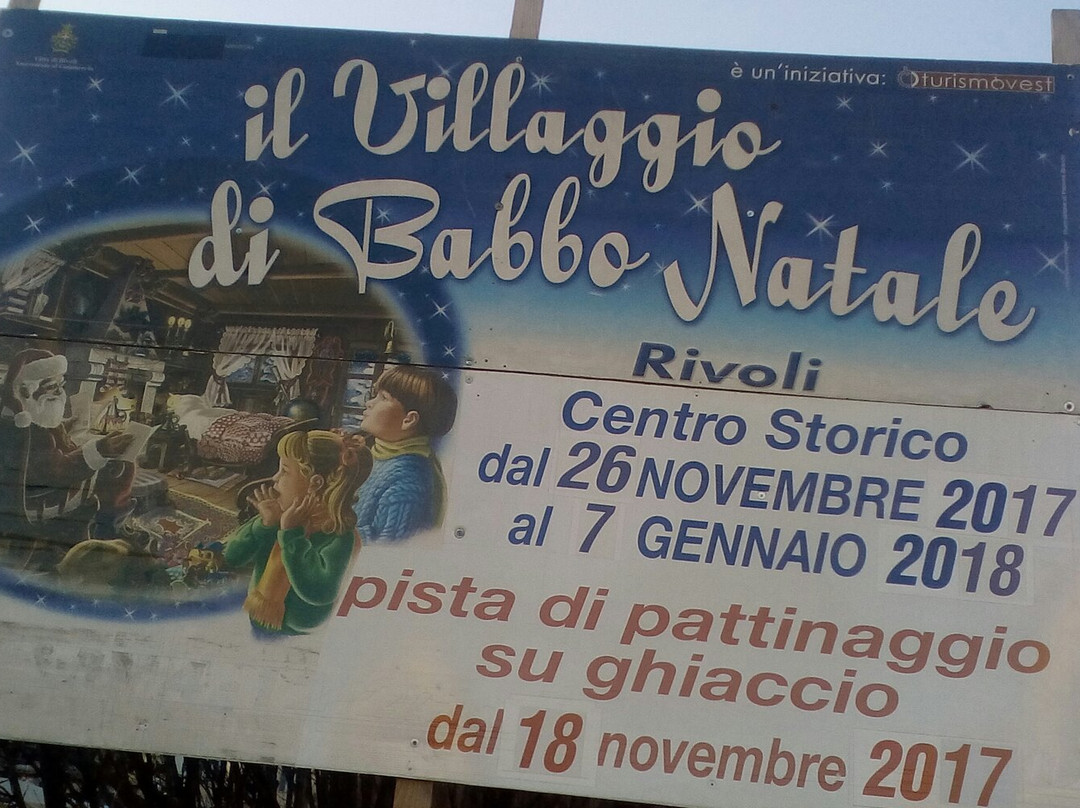 è un'iniziativa: turismovest
il Villaggio
di Babbo Natale
Rivoli
Centro Storico
dal 26 NOVEMBRE 2017
al 7 GENNAIO 2018
pista di pattinaggio
su ghiaccio
dal 18 novembre 2017